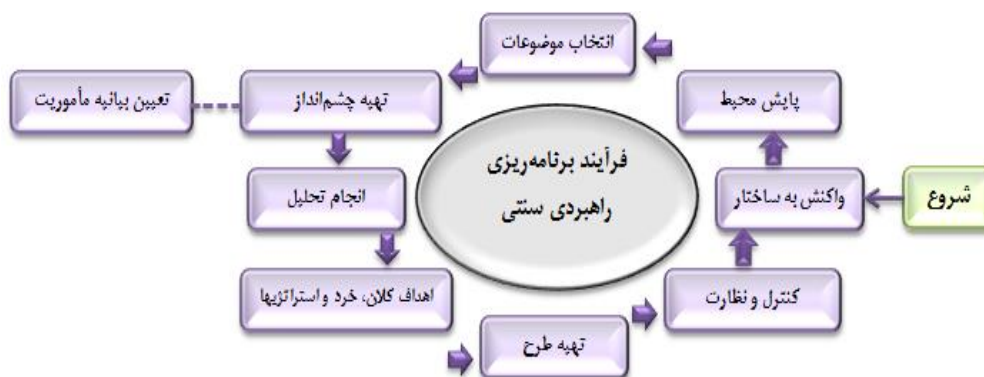 انتخاب موضوعات
پایش محیط
تهیه چشم‌انداز
تعیین بیانیه مأموریت
فرآیند برنامه‌ریزی
راهبردی سنتی
شروع
واکنش به ساختار
انجام تحلیل
کنترل و نظارت
اهداف کلان، خرد و استراتژیها
تهیه طرح